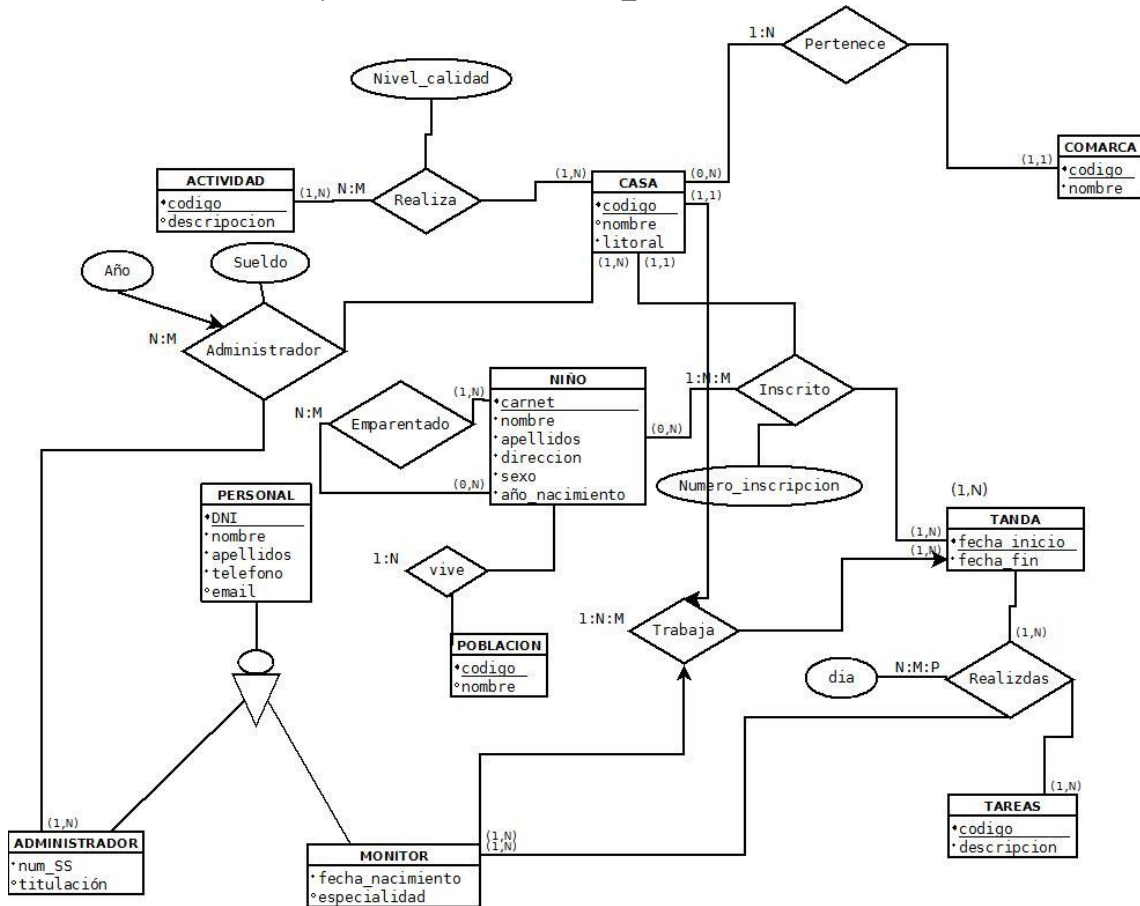 1:N
Pertenece
Nivel_calidad
(1,1)
COMARCA
codigo
nombre
ACTIVIDAD
codigo
descripocion
(1,N)
N:M
Realiza
(1,N)
CASA
codigo
nombre
litoral
(0,N)
(1,1)
(1,N)
(1,1)
Año
Sueldo
N:M
Administrador
N:M
Emparentado
(1,N)
(0,N)
NIÑO
carnet
nombre
apellidos
direccion
sexo
año_nacimiento
1:N:M
(0,N)
Inscrito
Numero_inscripcion
PERSONAL
DNI
nombre
apellidos
telefono
email
1:N
vive
POBLACION
codigo
nombre
(1,N)
(1,N)
(1,N)
TANDA
fecha_inicio
fecha_fin
1:N:M
Trabaja
(1,N)
dia
N:M:P
Realizdas
(1,N)
TAREAS
codigo
descripcion
(1,N)
ADMINISTRADOR
num_SS
titulación
(1,N)
(1,N)
MONITOR
fecha_nacimiento
especialidad